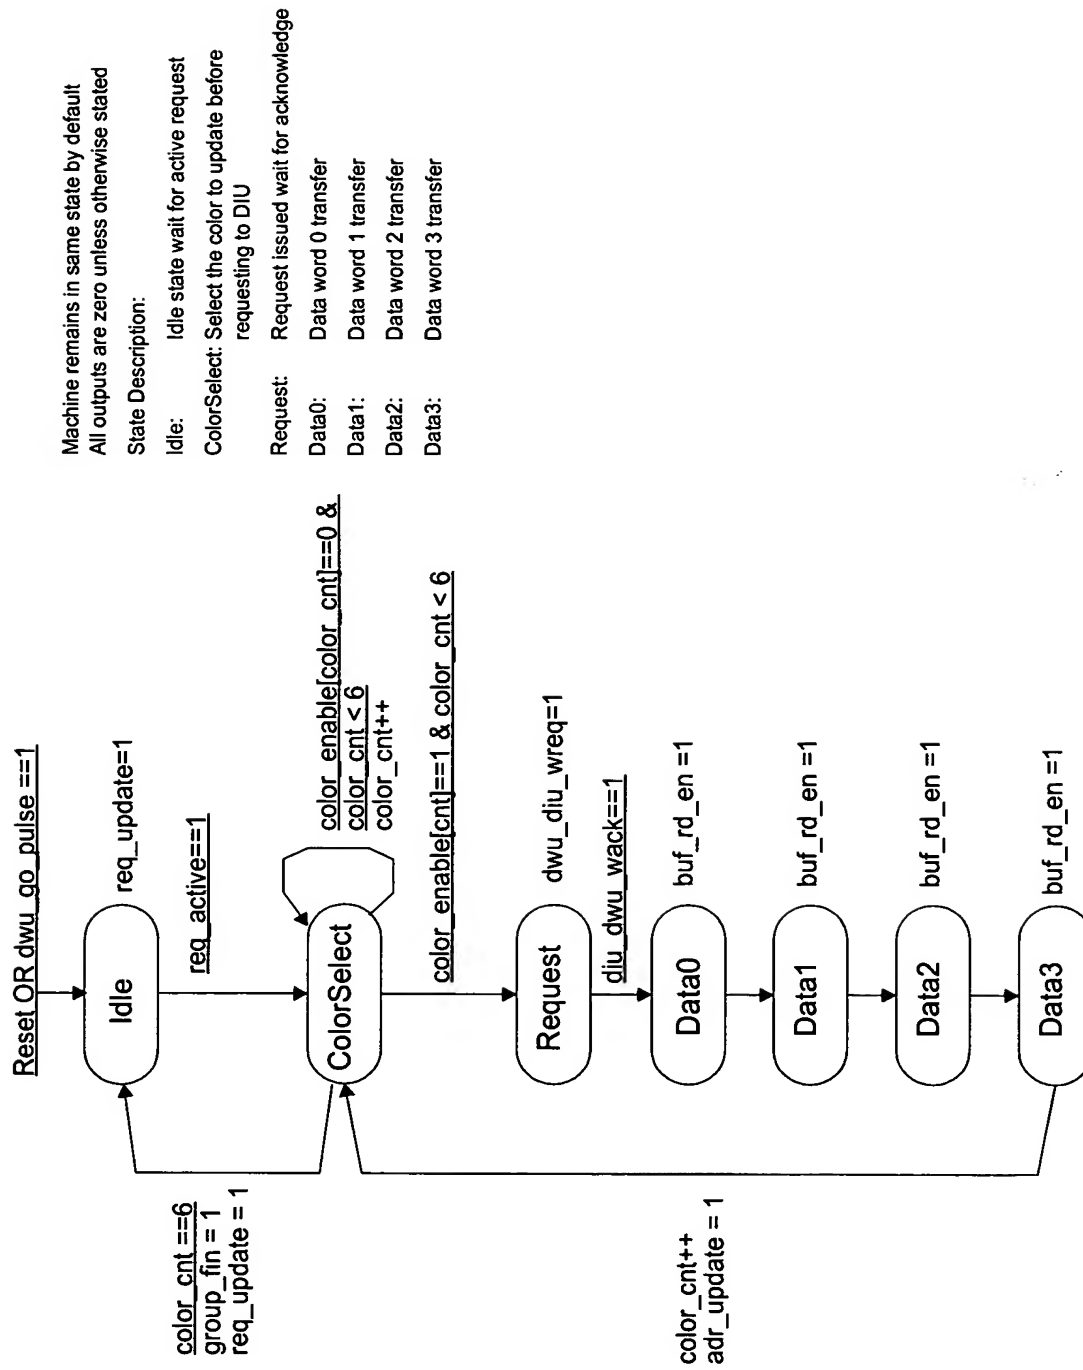 Reset OR dwu_go_pulse ==1
Idle
req_update=1
req_active==1
color_cnt ==6
group_fin = 1
req_update = 1
ColorSelect
color_enable[color_cnt]==0 &
color_cnt < 6
color_cnt++
color_enable[cnt]==1 & color_cnt < 6
Request
dwu_diu_wreq=1
diu_dwu_wack==1
Data0
buf_rd_en =1
Data1
buf_rd_en =1
Data2
buf_rd_en =1
Data3
buf_rd_en =1
color_cnt++
adr_update = 1
Machine remains in same state by default
All outputs are zero unless otherwise stated
State Description:
Idle: Idle state wait for active request
ColorSelect: Select the color to update before
requesting to DIU
Request: Request issued wait for acknowledge
Data0: Data word 0 transfer
Data1: Data word 1 transfer
Data2: Data word 2 transfer
Data3: Data word 3 transfer